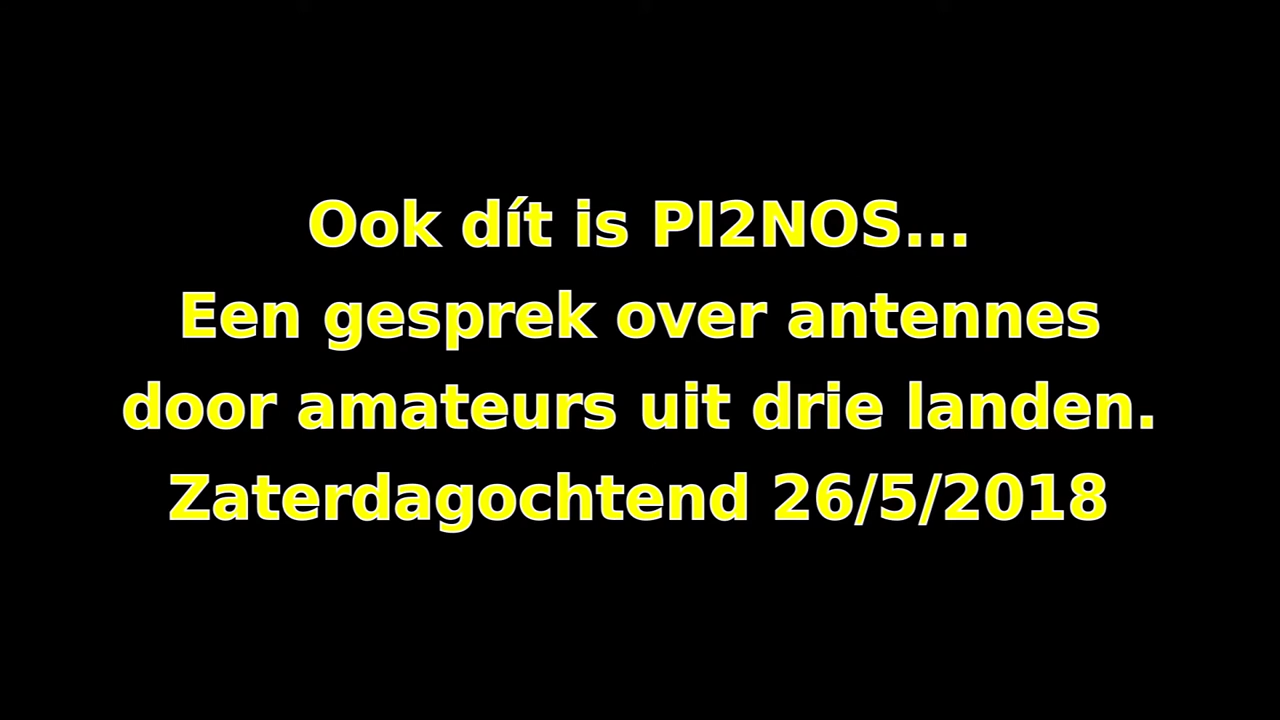 Ook dít is PI2NOS...
Een gesprek over antennes
door amateurs uit drie landen.
Zaterdagochtend 26/5/2018